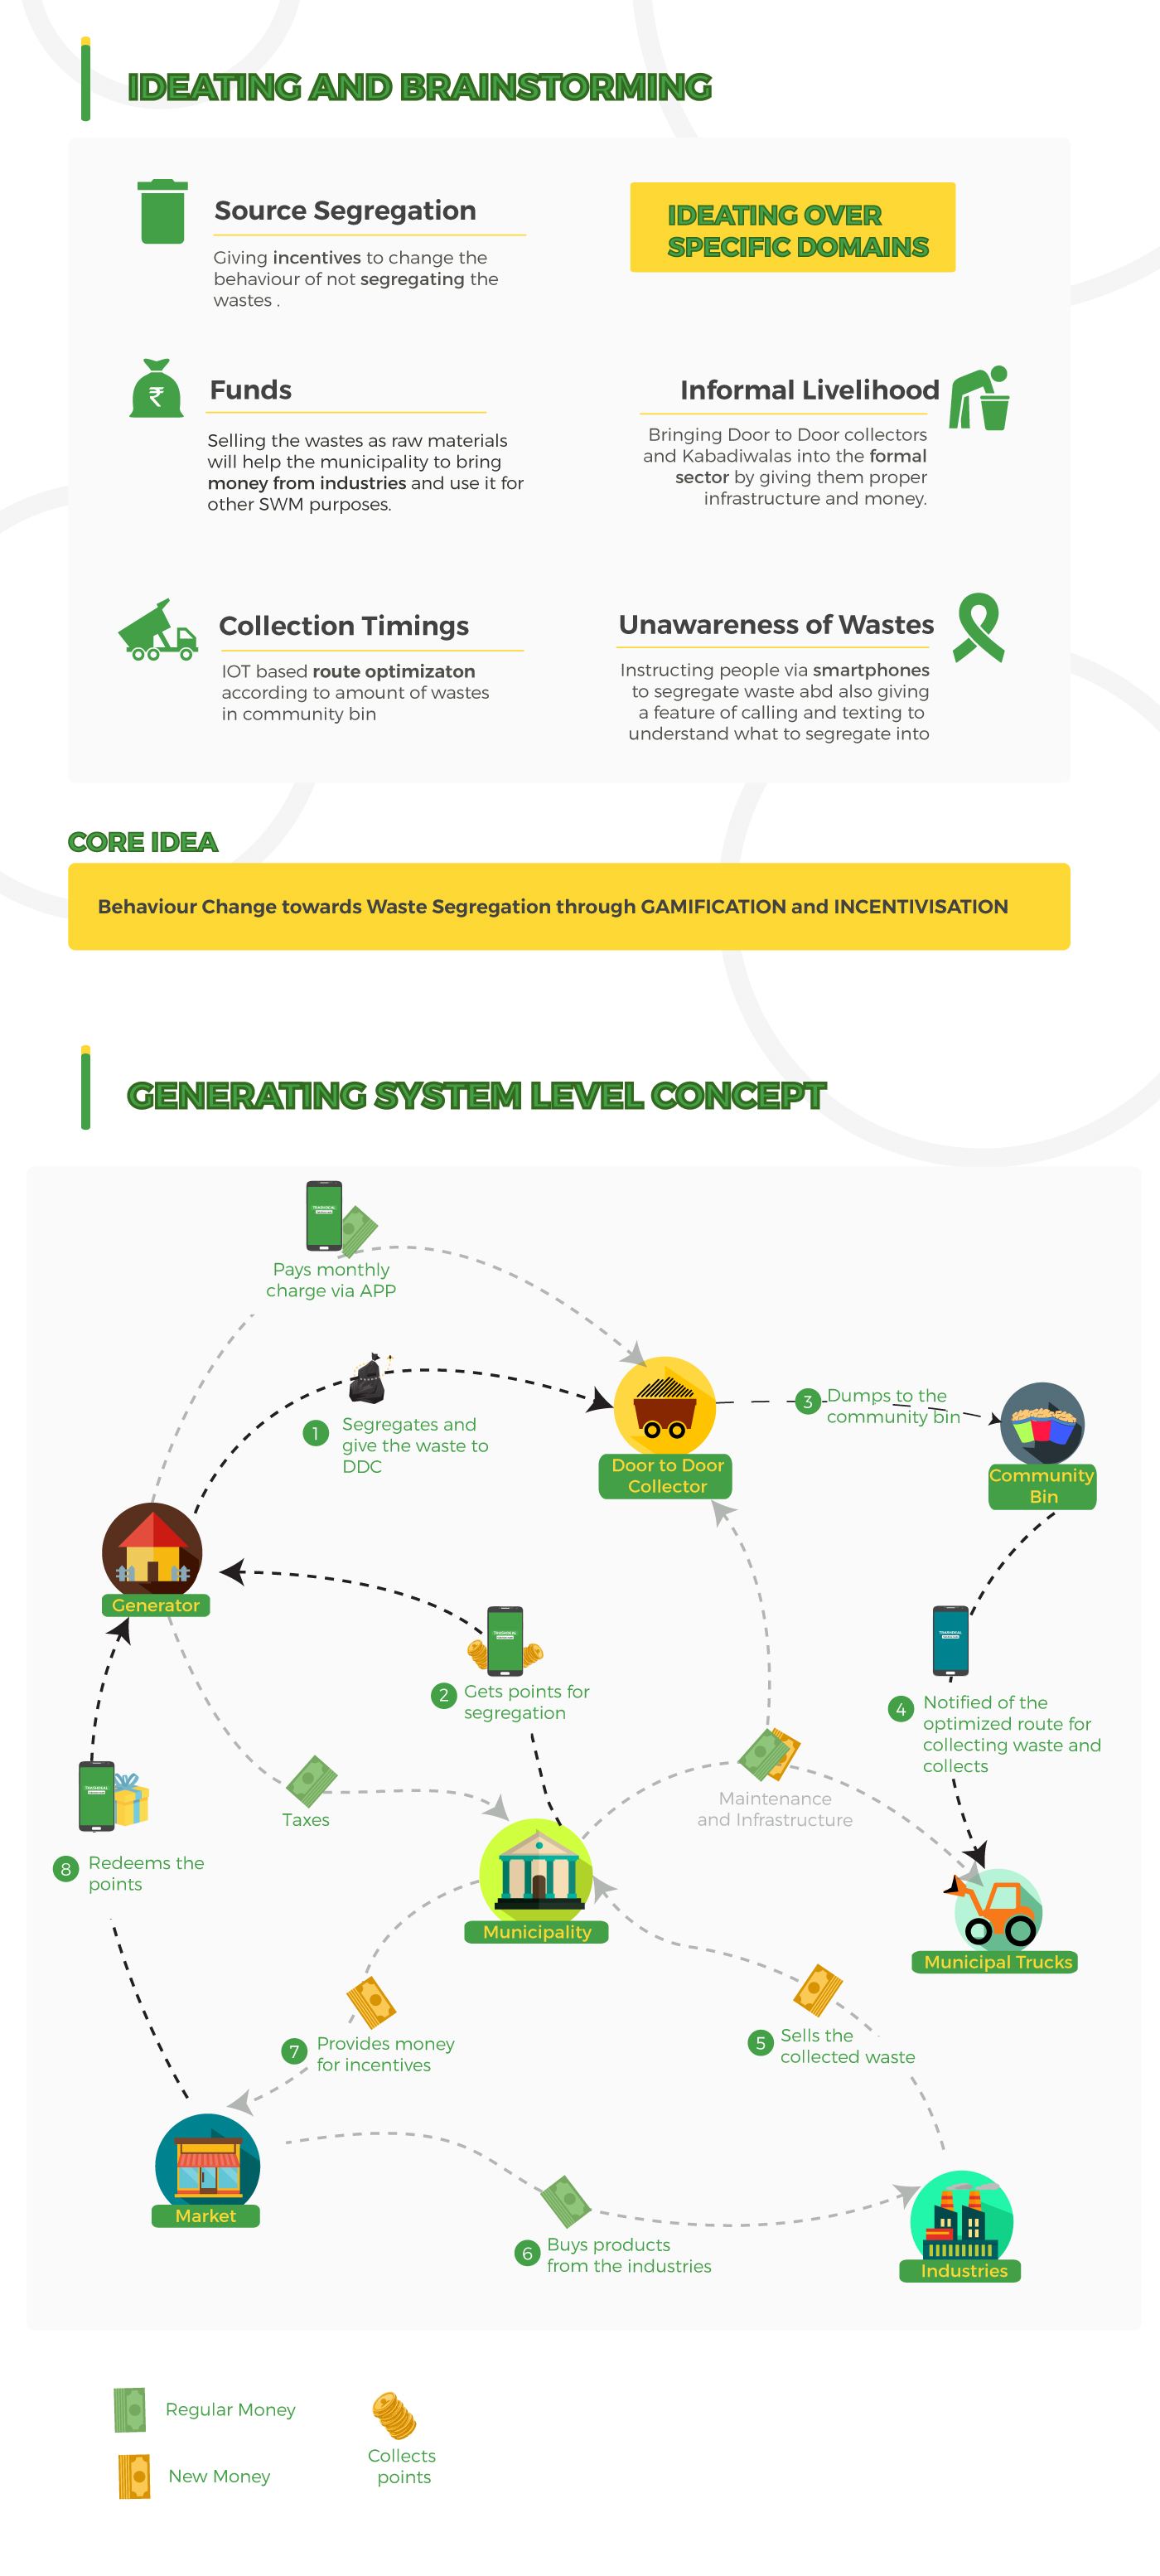 IDEATING AND BRAINSTORMING
Source Segregation
Giving incentives to change the
behaviour of not segregating the
wastes .
IDEATING OVER
SPECIFIC DOMAINS
Funds
₹
Selling the wastes as raw materials
will help the municipality to bring
money from industries and use it for
other SWM purposes.
Informal Livelihood
Bringing Door to Door collectors
and Kabadiwalas into the formal
sector by giving them proper
infrastructure and money.
Collection Timings
IOT based route optimizaton
according to amount of wastes
in community bin
Unawareness of Wastes
Instructing people via smartphones
to segregate waste abd also giving
a feature of calling and texting to
understand what to segregate into
CORE IDEA
Behaviour Change towards Waste Segregation through GAMIFICATION and INCENTIVISATION
GENERATING SYSTEM LEVEL CONCEPT
Pays monthly
charge via APP
1 Segregates and
give the waste to
DDC
Door to Door
Collector
3 Dumps to the
community bin
Community
Bin
Generator
2 Gets points for
segregation
4 Notified of the
optimized route for
collecting waste and
collects
Taxes
Maintenance
and Infrastructure
8 Redeems the
points
Municipality
Municipal Trucks
7 Provides money
for incentives
5 Sells the
collected waste
Market
6 Buys products
from the industries
Industries
Regular Money
Collects
points
New Money